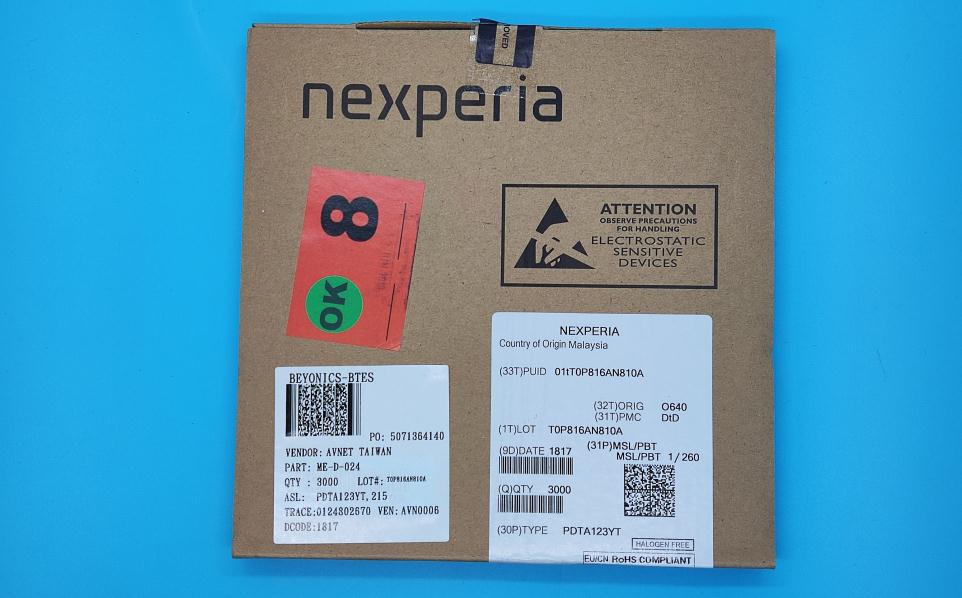 OVED
nexperia
8
OK
ATTENTION
OBSERVE PRECAUTIONS
FOR HANDLING
ELECTROSTATIC
SENSITIVE
DEVICES
BEYONICS-BTES
PO: 5071364140
VENDOR: AVNET TAIWAN
PART: ME-D-024
QTY : 3000 LOT#: T0P816AN810A
ASL: PDTA123YT,215
TRACE:0124802670 VEN: AVN0006
DCODE:1817
NEXPERIA
Country of Origin Malaysia
(33T)PUID 01tT0P816AN810A
(32T)ORIG O640
(31T)PMC DtD
(1T)LOT T0P816AN810A
(31P)MSL/PBT
(9D)DATE 1817
MSL/PBT 1/260
(Q)QTY 3000
(30P)TYPE PDTA123YT
HALOGEN FREE
EU/CN RoHS COMPLIANT